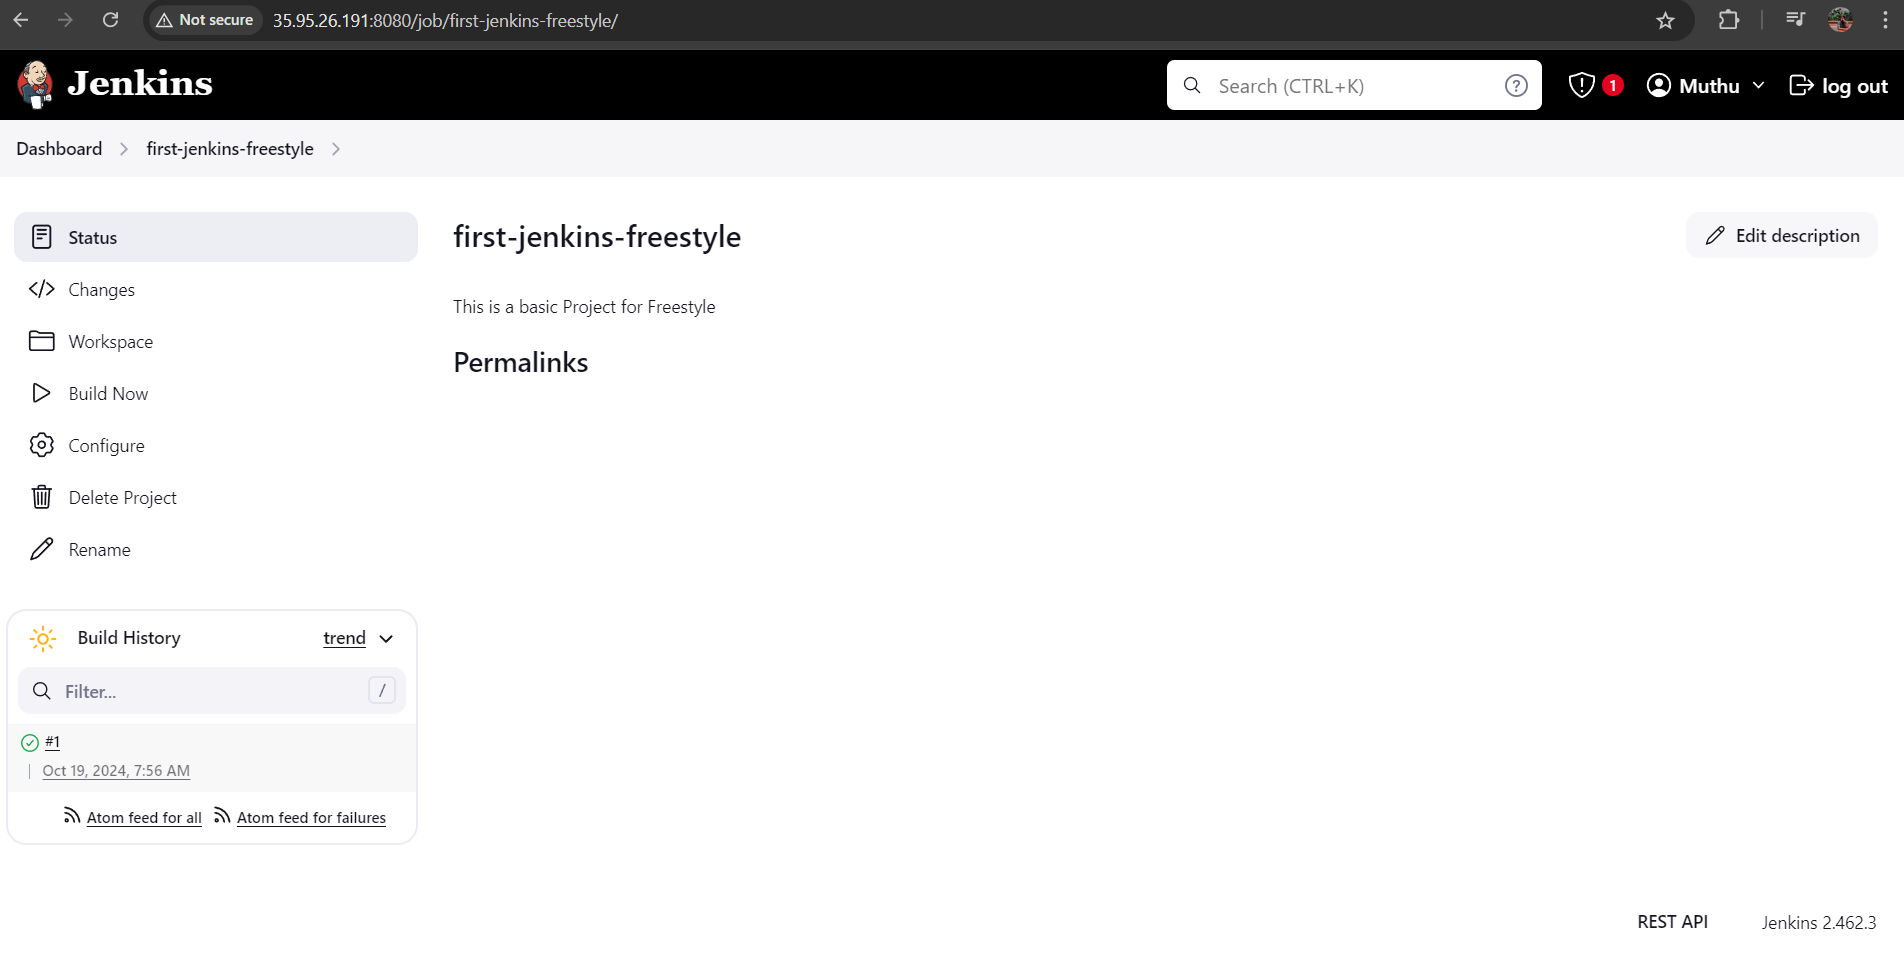 Not secure 35.95.26.191:8080/job/first-jenkins-freestyle/
Jenkins
Search (CTRL+K) ?
1
Muthu
log out
Dashboard
first-jenkins-freestyle
Status
Changes
Workspace
Build Now
Configure
Delete Project
Rename
Build History trend
Filter... /
#1
Oct 19, 2024, 7:56 AM
Atom feed for all Atom feed for failures
first-jenkins-freestyle
Edit description
This is a basic Project for Freestyle
Permalinks
REST API Jenkins 2.462.3